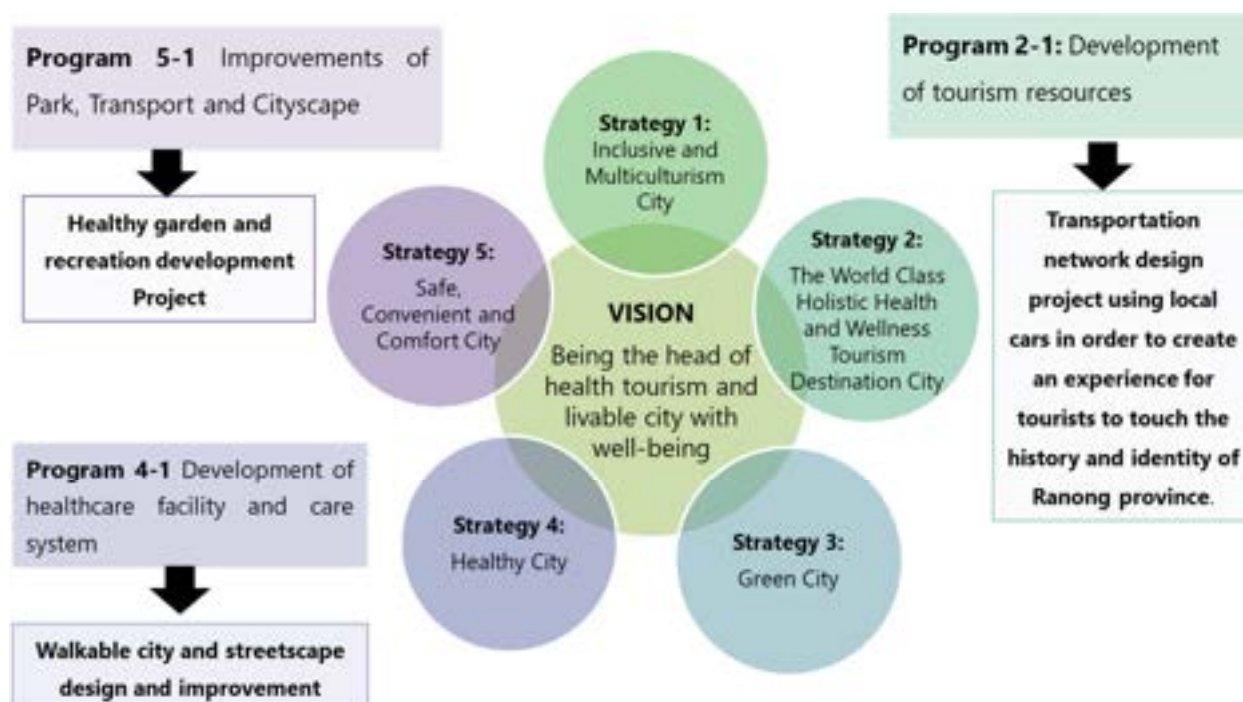 Program 5-1 Improvements of
Park, Transport and Cityscape
Healthy garden and
recreation development
Project
Program 4-1 Development of
healthcare facility and care
system
Walkable city and streetscape
design and improvement
Strategy 1:
Inclusive and
Multiculturism
City
Strategy 5:
Safe,
Convenient and
Comfort City
VISION
Being the head of
health tourism and
livable city with
well-being
Strategy 2:
The World Class
Holistic Health
and Wellness
Tourism
Destination City
Strategy 4:
Healthy City
Strategy 3:
Green City
Program 2-1: Development
of tourism resources
Transportation
network design
project using local
cars in order to create
an experience for
tourists to touch the
history and identity of
Ranong province.